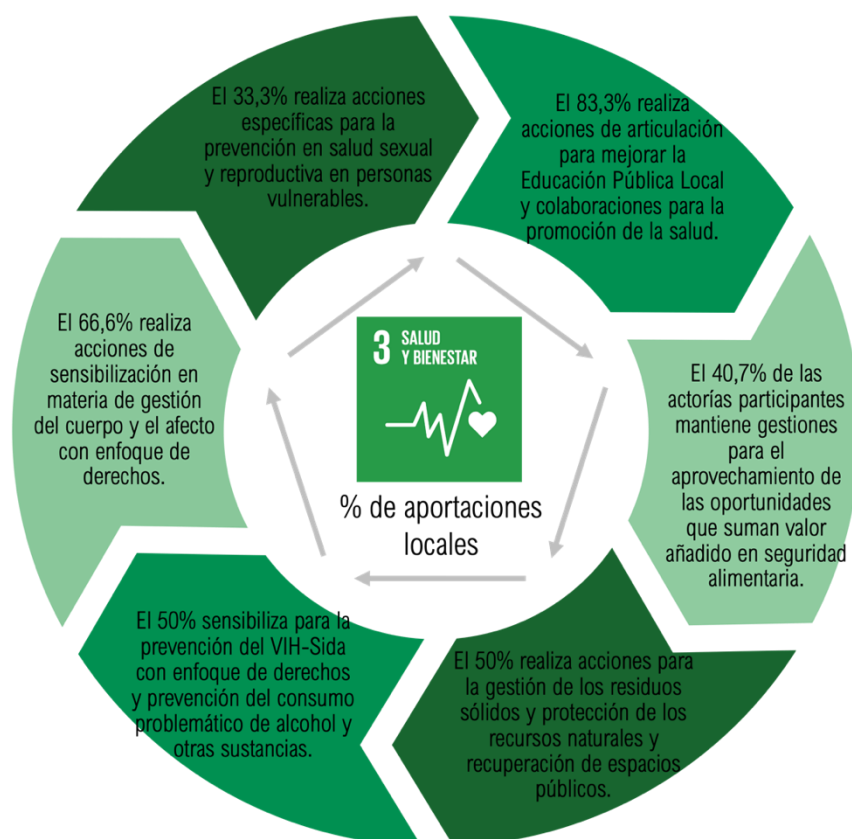 El 33,3% realiza acciones
específicas para la
prevención en salud sexual
y reproductiva en personas
vulnerables.
El 83,3% realiza
acciones de articulación
para mejorar la
Educación Pública Local
y colaboraciones para la
promoción de la salud.
El 40,7% de las
actorías participantes
mantiene gestiones
para el
aprovechamiento de
las oportunidades
que suman valor
añadido en seguridad
alimentaria.
El 50% realiza acciones para
la gestión de los residuos
sólidos y protección de los
recursos naturales y
recuperación de espacios
públicos.
El 50% sensibiliza para la
prevención del VIH-Sida
con enfoque de derechos
y prevención del consumo
problemático de alcohol y
otras sustancias.
El 66,6% realiza
acciones de
sensibilización en
materia de gestión
del cuerpo y el afecto
con enfoque de
derechos.
3 SALUD
Y BIENESTAR
% de aportaciones
locales